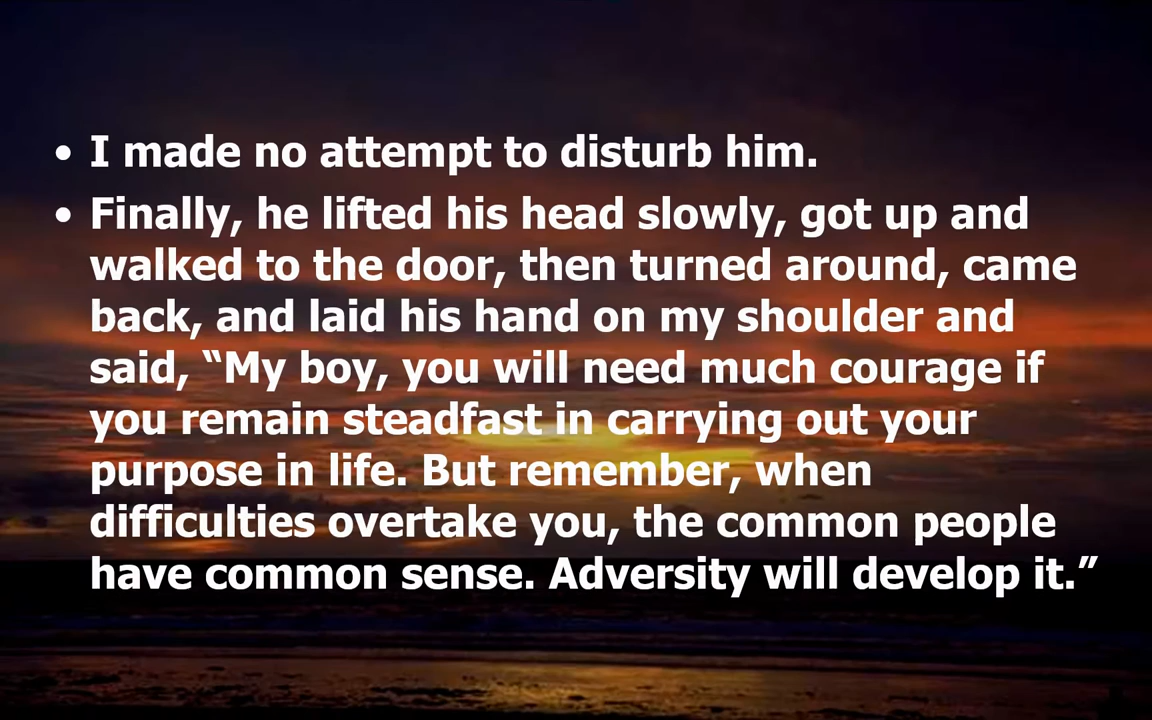 • I made no attempt to disturb him.
• Finally, he lifted his head slowly, got up and
walked to the door, then turned around, came
back, and laid his hand on my shoulder and
said, “My boy, you will need much courage if
you remain steadfast in carrying out your
purpose in life. But remember, when
difficulties overtake you, the common people
have common sense. Adversity will develop it.”